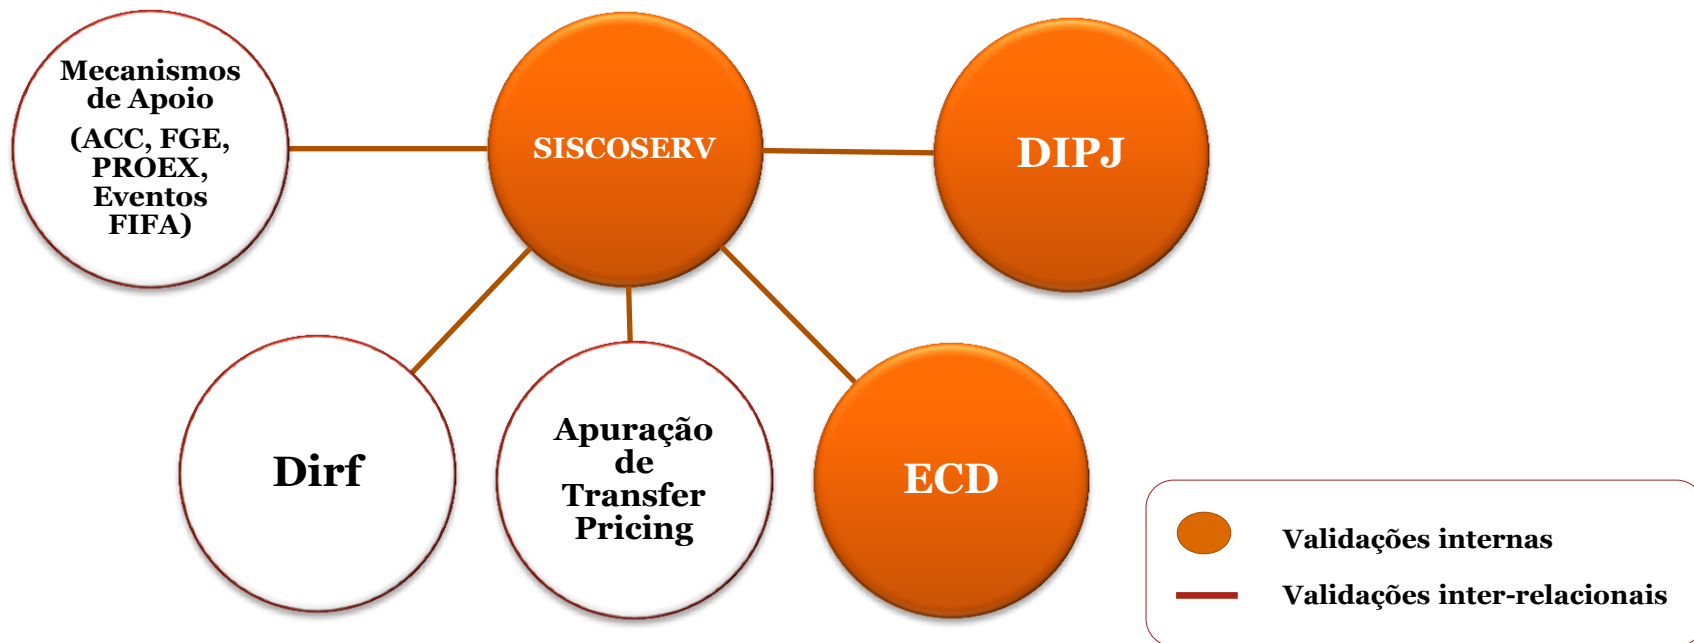 Mecanismos
de Apoio
(ACC, FGE,
PROEX,
Eventos
FIFA)
SISCOSERV
DIPJ
Dirf
Apuração
de
Transfer
Pricing
ECD
Validações internas
Validações inter-relacionais